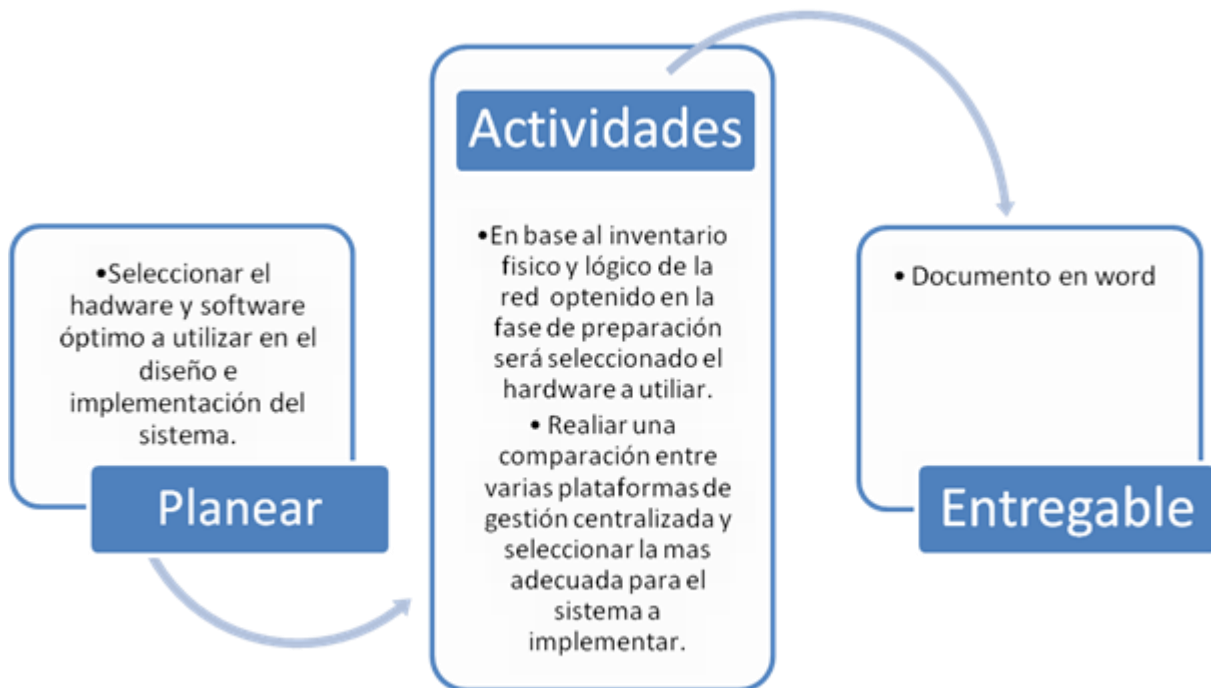 •Seleccionar el
hadware y software
óptimo a utilizar en el
diseño e
implementación del
sistema.
Planear
Actividades
•En base al inventario
fisico y lógico de la
red optenido en la
fase de preparación
será seleccionado el
hardware a utiliar.
• Realiar una
comparación entre
varias plataformas de
gestión centralizada y
seleccionar la mas
adecuada para el
sistema a
implementar.
• Documento en word
Entregable